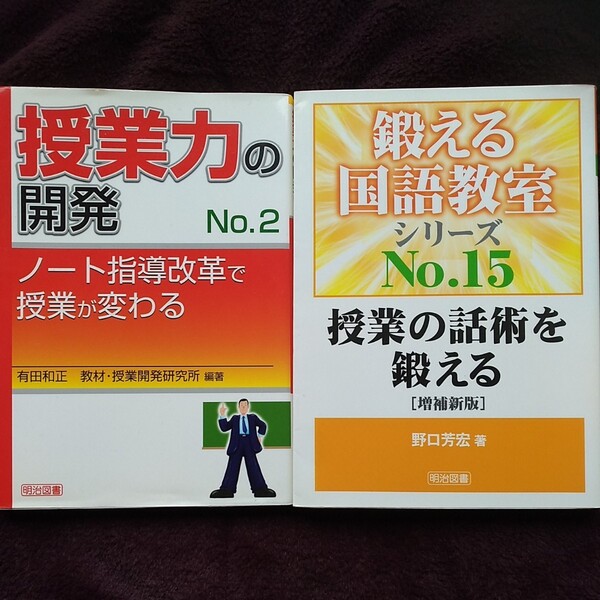 授業力の
開発
No.2
ノート指導改革で
授業が変わる
有田和正 教材・授業開発研究所 編著
明治図書
鍛える
国語教室
シリーズ
No.15
授業の話術を
鍛える
[増補新版]
野口芳宏 著
明治図書